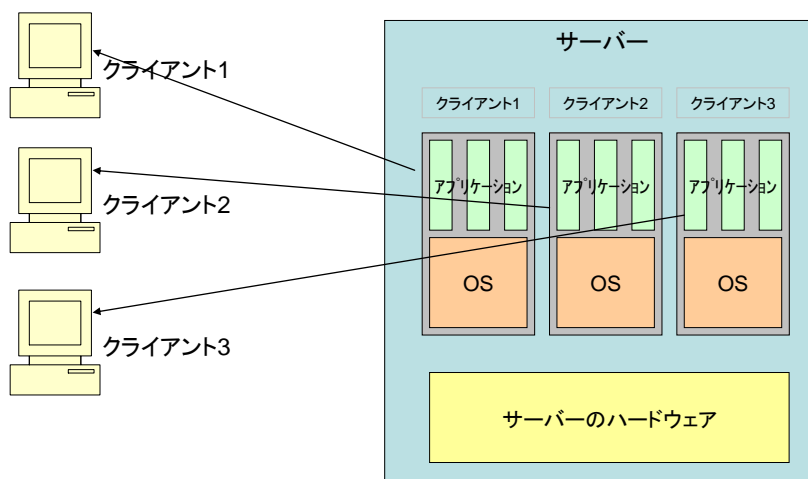 サーバー
クライアント1
クライアント2
クライアント3
クライアント1
クライアント2
クライアント3
アプリケーション
アプリケーション
アプリケーション
OS
OS
OS
サーバーのハードウェア